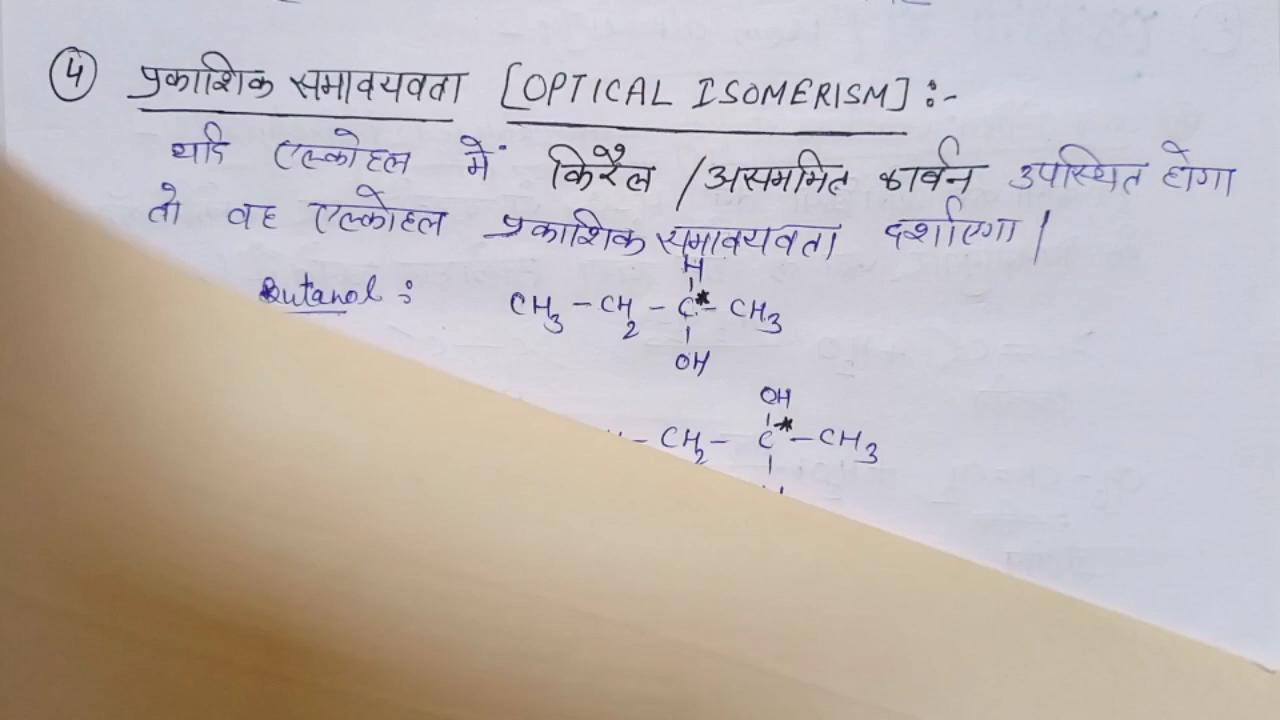 ④ प्रकाशिक समावयवता [OPTICAL ISOMERISM] :-
यदि एल्कोहल में किरैल / असममित कार्बन उपस्थित होगा
तो वह एल्कोहल प्रकाशिक समावयवता दर्शाएगा |
H
Butanol : CH3 - CH2 - C* - CH3
OH
OH
- CH2 - C* - CH3